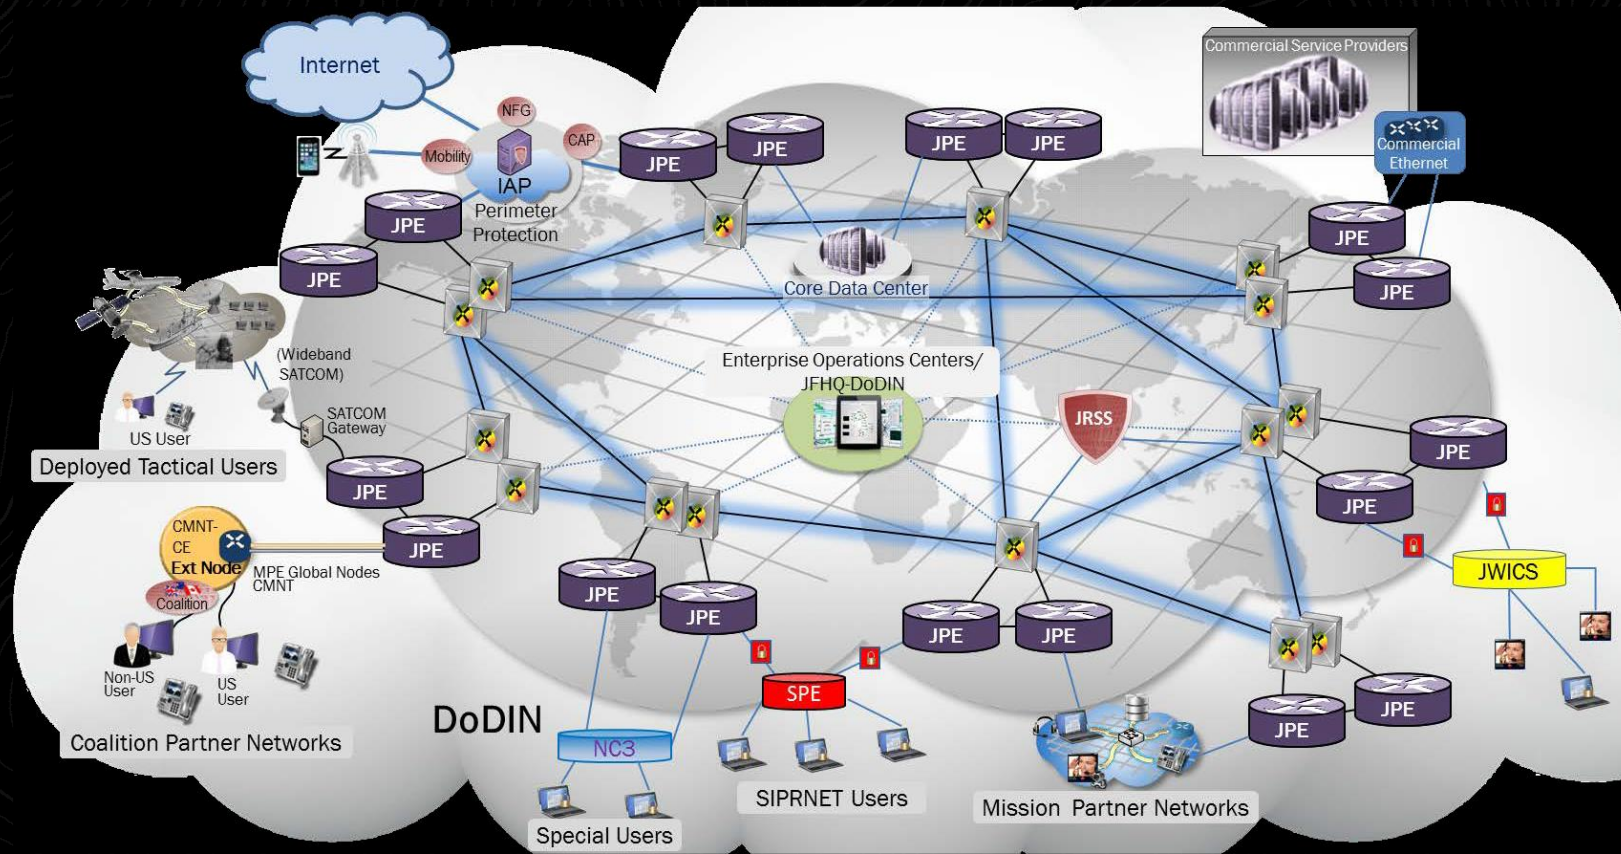 Internet
NFG
CAP
Mobility
IAP
Perimeter
Protection
JPE
JPE
JPE
JPE
JPE
JPE
Commercial Service Providers
Commercial
Ethernet
JPE
JPE
Core Data Center
Enterprise Operations Centers/
JFHQ-DoDIN
JRSS
(Wideband
SATCOM)
SATCOM
Gateway
US User
Deployed Tactical Users
JPE
JPE
CMNT-
CE
Ext Node
MPE Global Nodes
CMNT
Coalition
Non-US
User
US
User
Coalition Partner Networks
JPE
JPE
JWICS
JPE
JPE
JPE
JPE
SPE
DoDIN
NC3
Special Users
SIPRNET Users
Mission Partner Networks
JPE
JPE